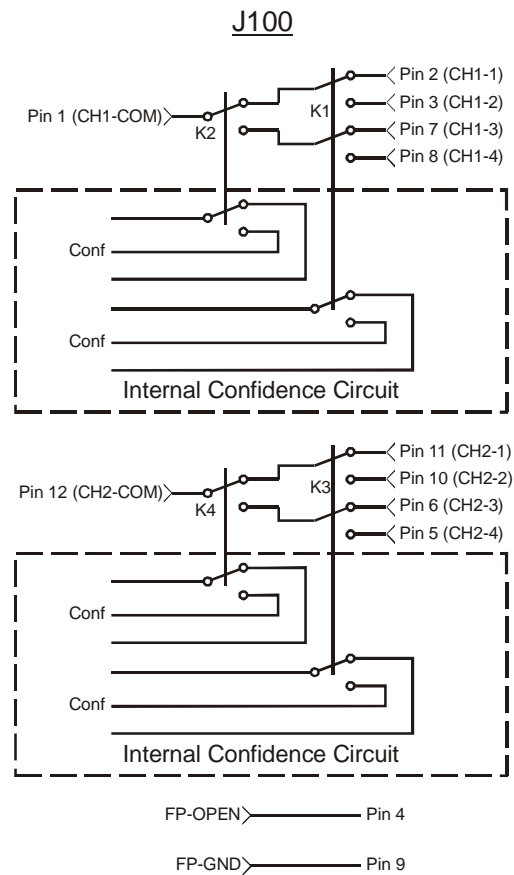 J100
Pin 2 (CH1-1)
Pin 1 (CH1-COM)
K2
K1
Pin 3 (CH1-2)
Pin 7 (CH1-3)
Pin 8 (CH1-4)
Conf
Conf
Internal Confidence Circuit
Pin 11 (CH2-1)
Pin 12 (CH2-COM)
K4
K3
Pin 10 (CH2-2)
Pin 6 (CH2-3)
Pin 5 (CH2-4)
Conf
Conf
Internal Confidence Circuit
FP-OPEN Pin 4
FP-GND Pin 9